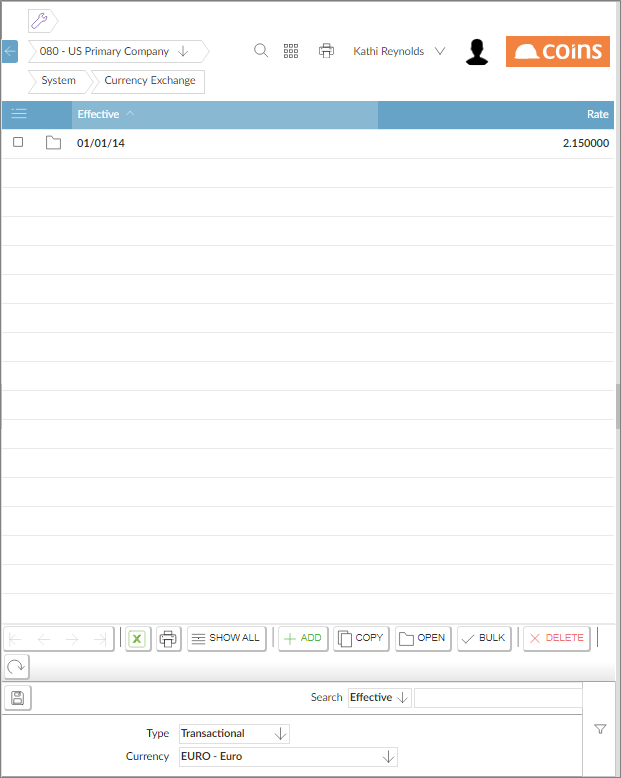 080 - US Primary Company
Kathi Reynolds
coins
System
Currency Exchange
Effective
Rate
01/01/14
2.150000
SHOW ALL
ADD
COPY
OPEN
BULK
DELETE
Search
Effective
Type
Transactional
Currency
EURO - Euro